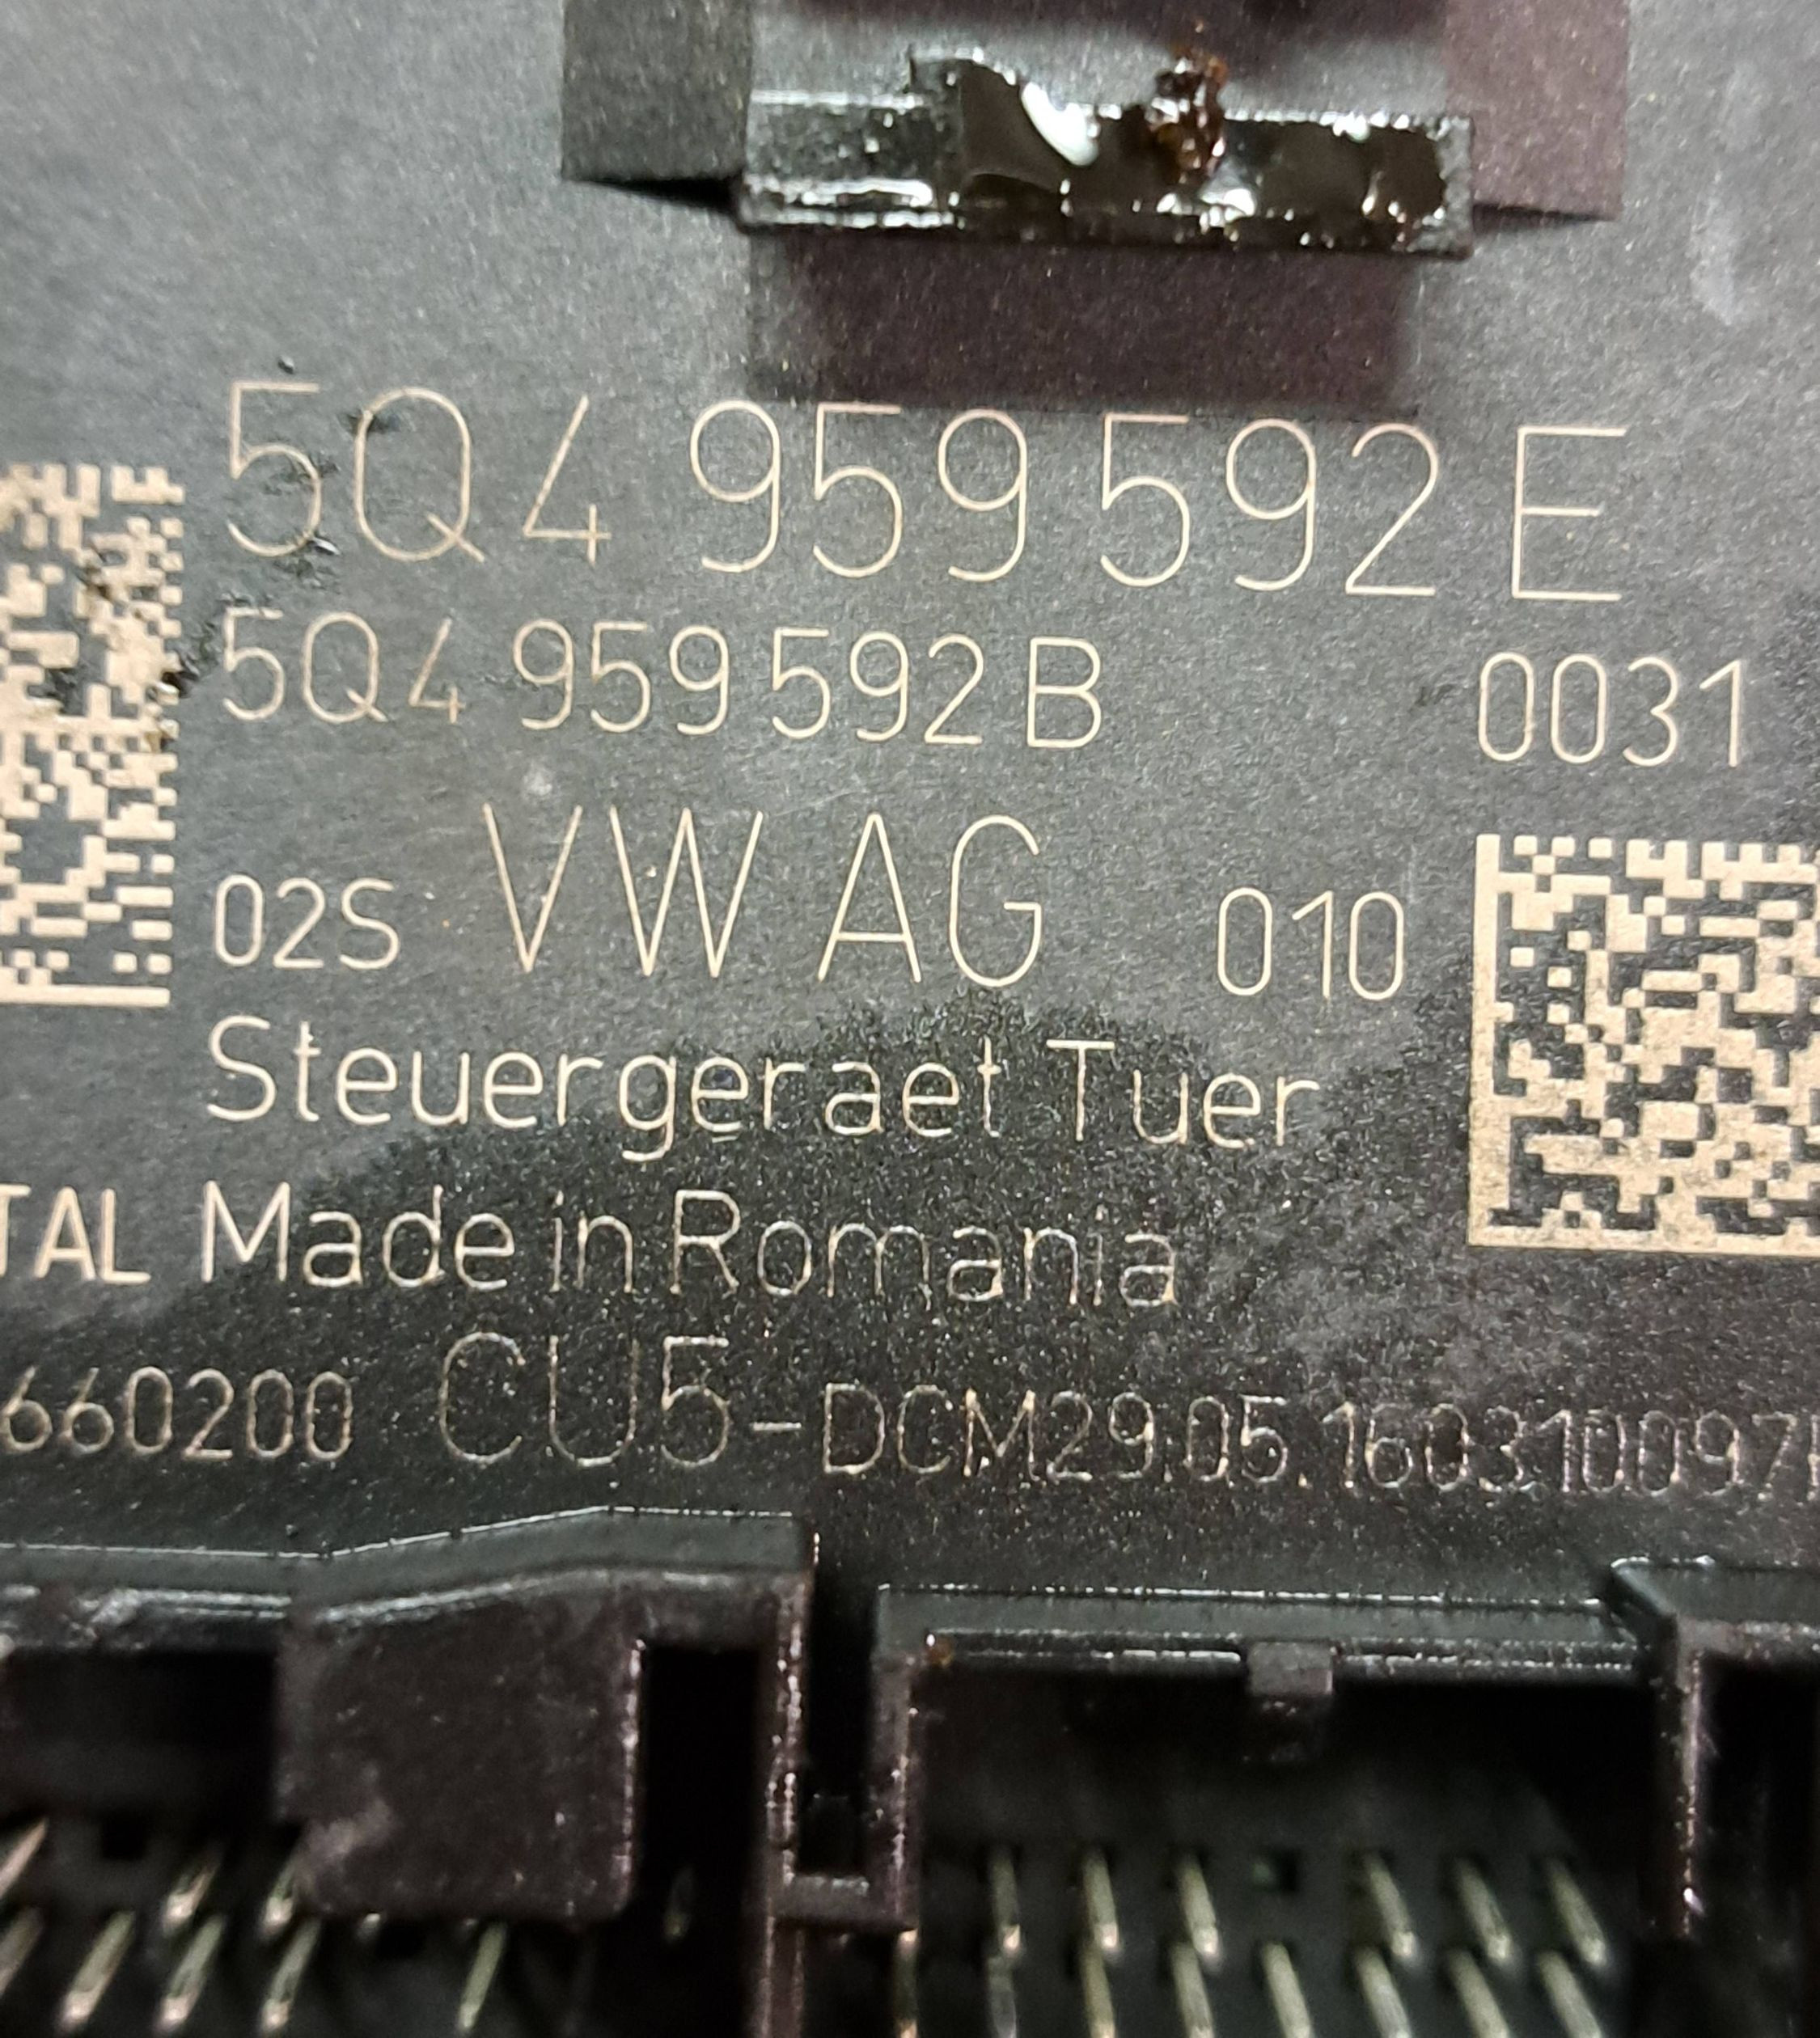 5Q4 959 592 E
5Q4 959 592 B 0031
02S VW AG 010
Steuergeraet Tuer
TAL Made in Romania
660200 CU5-DCM29.05.1603100097